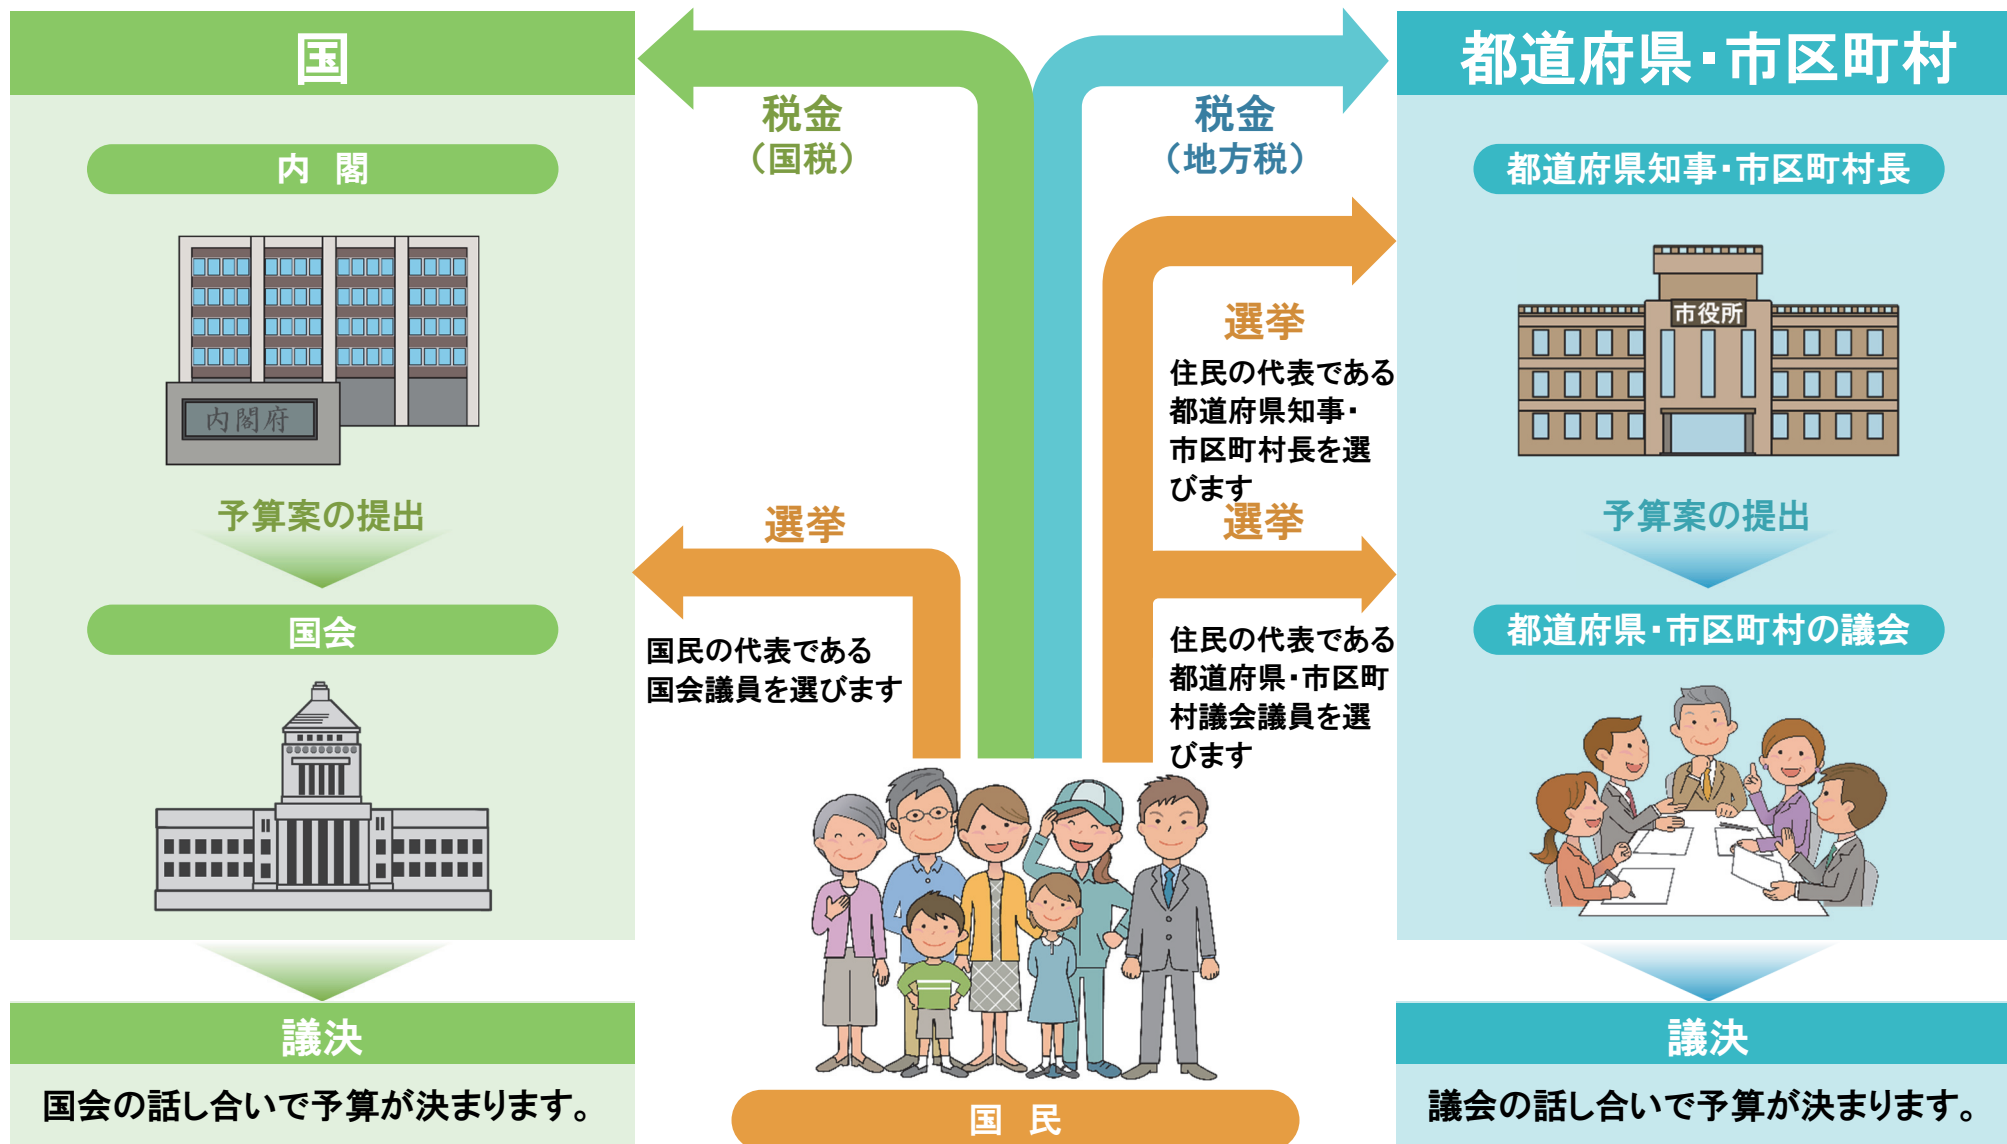 国
内 閣
内閣府
予算案の提出
国会
議決
国会の話し合いで予算が決まります。
税金
（国税）
税金
（地方税）
選挙
住民の代表である
都道府県知事・
市区町村長を選
びます
選挙
国民の代表である
国会議員を選びます
選挙
住民の代表である
都道府県・市区町
村議会議員を選
びます
国 民
都道府県・市区町村
都道府県知事・市区町村長
市役所
予算案の提出
都道府県・市区町村の議会
議決
議会の話し合いで予算が決まります。